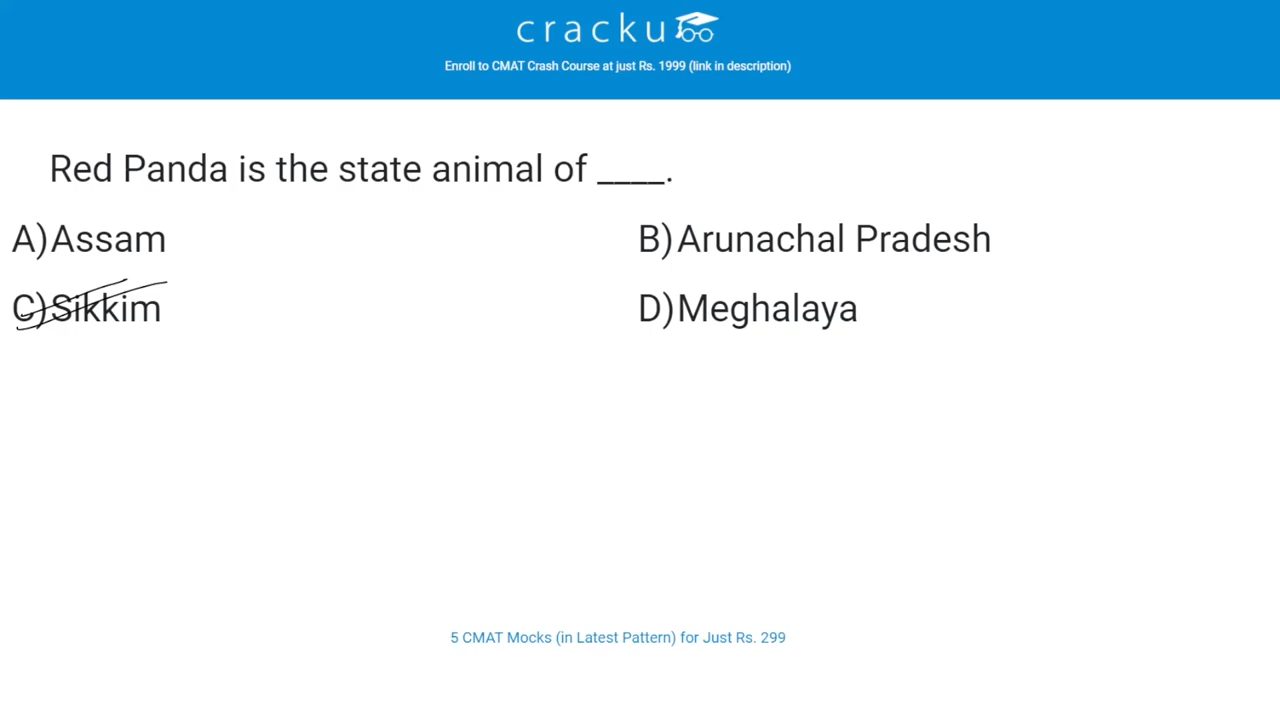 cracku
Enroll to CMAT Crash Course at just Rs. 1999 (link in description)
Red Panda is the state animal of ____.
A)Assam
B)Arunachal Pradesh
C)Sikkim
D)Meghalaya
5 CMAT Mocks (in Latest Pattern) for Just Rs. 299